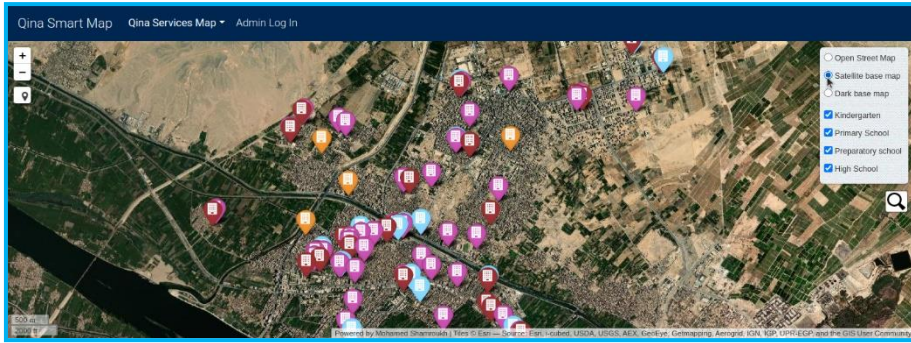 Qina Smart Map Qina Services Map Admin Log In
+
−
Open Street Map
Satellite base map
Dark base map
Kindergarten
Primary School
Preparatory school
High School
500 m
2000 ft
Powered by Mohamed Shamroukh | Tiles © Esri — Source: Esri, i-cubed, USDA, USGS, AEX, GeoEye, Getmapping, Aerogrid, IGN, IGP, UPR-EGP, and the GIS User Community